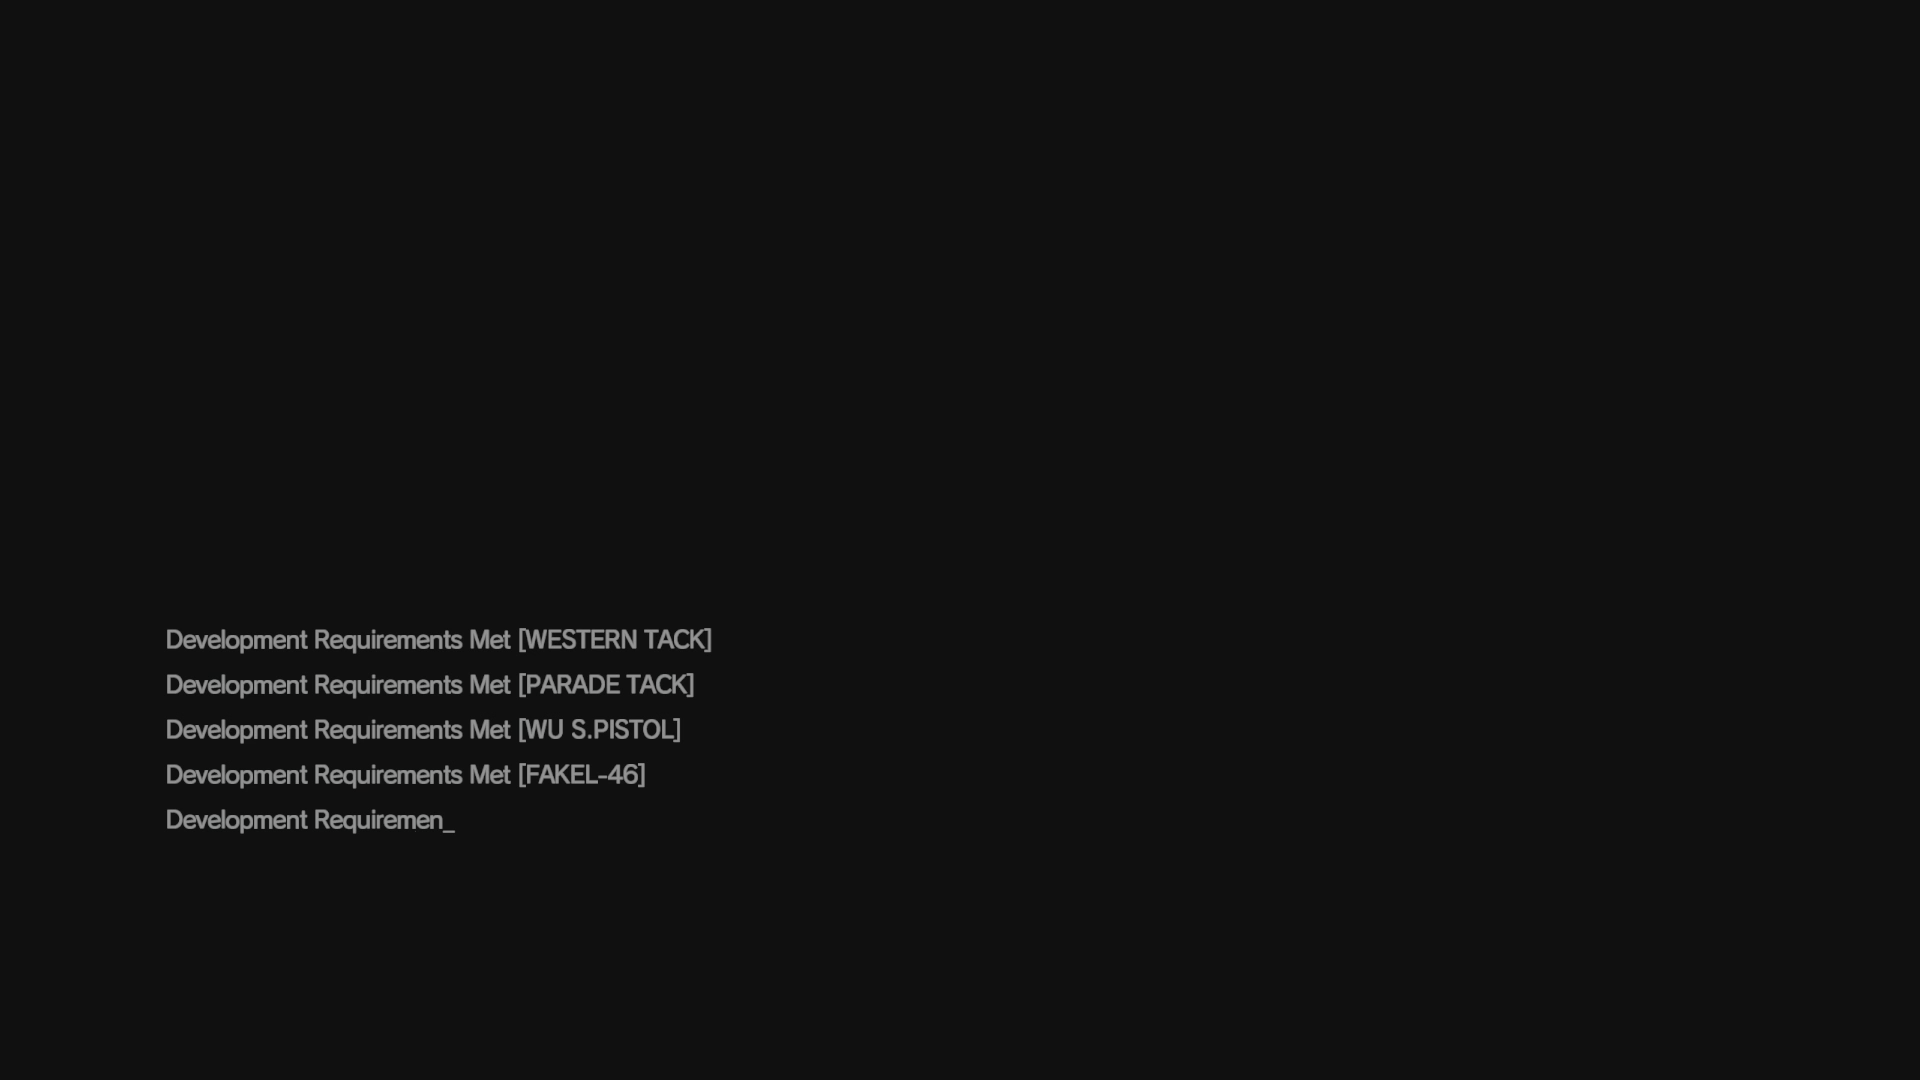 Development Requirements Met [WESTERN TACK]
Development Requirements Met [PARADE TACK]
Development Requirements Met [WU S.PISTOL]
Development Requirements Met [FAKEL-46]
Development Requiremen_